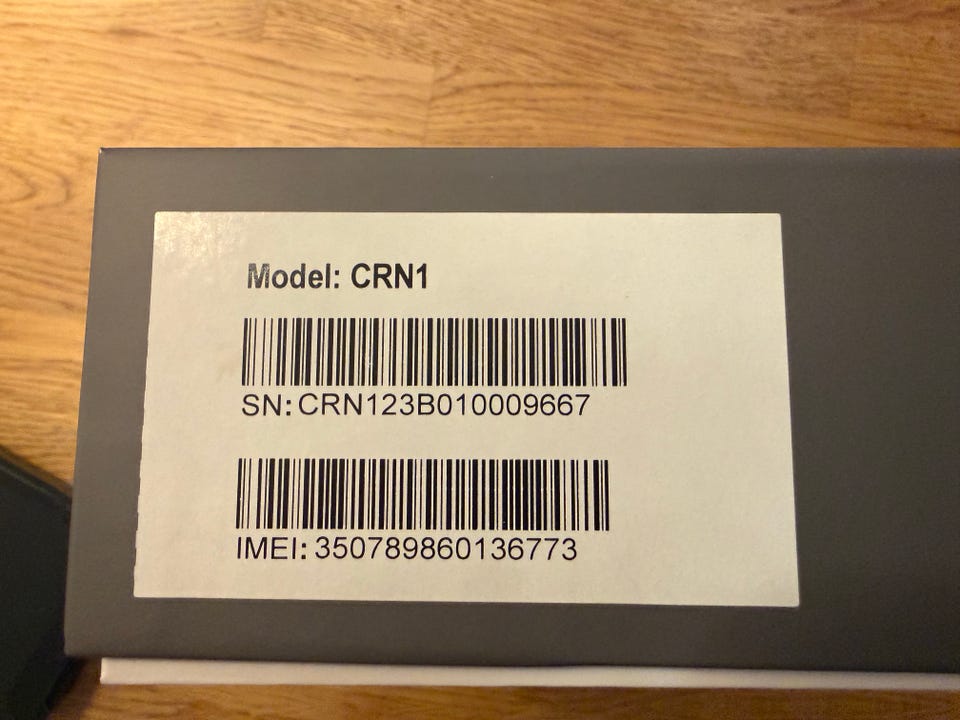 Model: CRN1
SN:CRN123B010009667
IMEI: 350789860136773